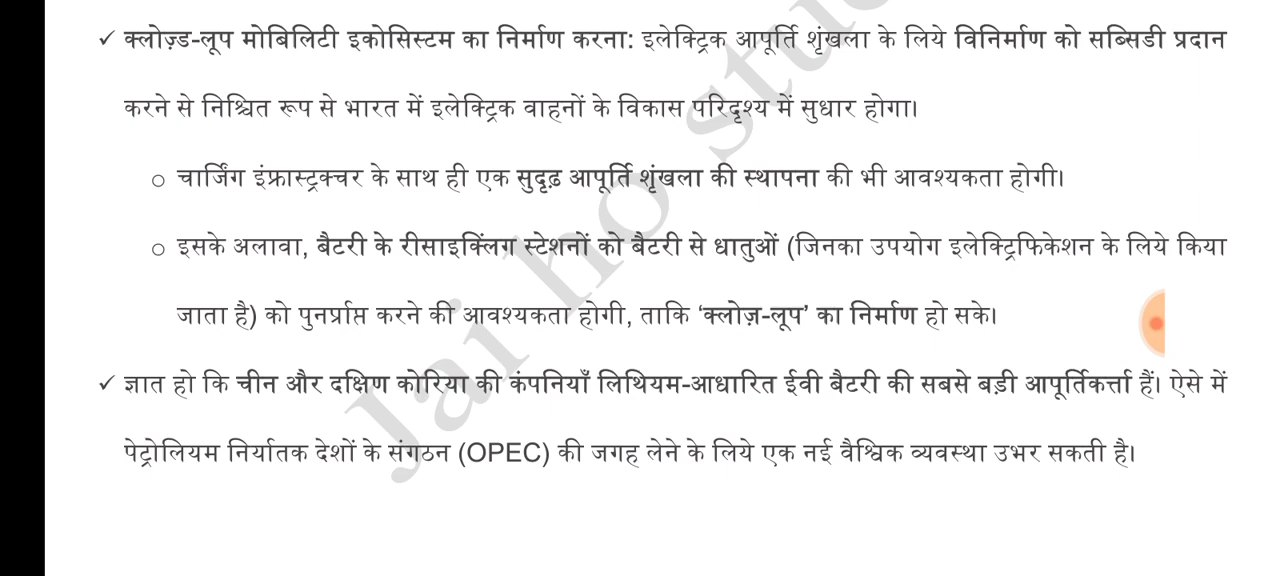 ✓ क्लोज़्ड-लूप मोबिलिटी इकोसिस्टम का निर्माण करना: इलेक्ट्रिक आपूर्ति शृंखला के लिये विनिर्माण को सब्सिडी प्रदान
करने से निश्चित रूप से भारत में इलेक्ट्रिक वाहनों के विकास परिदृश्य में सुधार होगा।
○ चार्जिंग इंफ्रास्ट्रक्चर के साथ ही एक सुदृढ़ आपूर्ति शृंखला की स्थापना की भी आवश्यकता होगी।
○ इसके अलावा, बैटरी के रीसाइक्लिंग स्टेशनों को बैटरी से धातुओं (जिनका उपयोग इलेक्ट्रिफिकेशन के लिये किया
जाता है) को पुनर्प्राप्त करने की आवश्यकता होगी, ताकि ‘क्लोज़-लूप’ का निर्माण हो सके।
✓ ज्ञात हो कि चीन और दक्षिण कोरिया की कंपनियाँ लिथियम-आधारित ईवी बैटरी की सबसे बड़ी आपूर्तिकर्त्ता हैं। ऐसे में
पेट्रोलियम निर्यातक देशों के संगठन (OPEC) की जगह लेने के लिये एक नई वैश्विक व्यवस्था उभर सकती है।
Jai ho stu